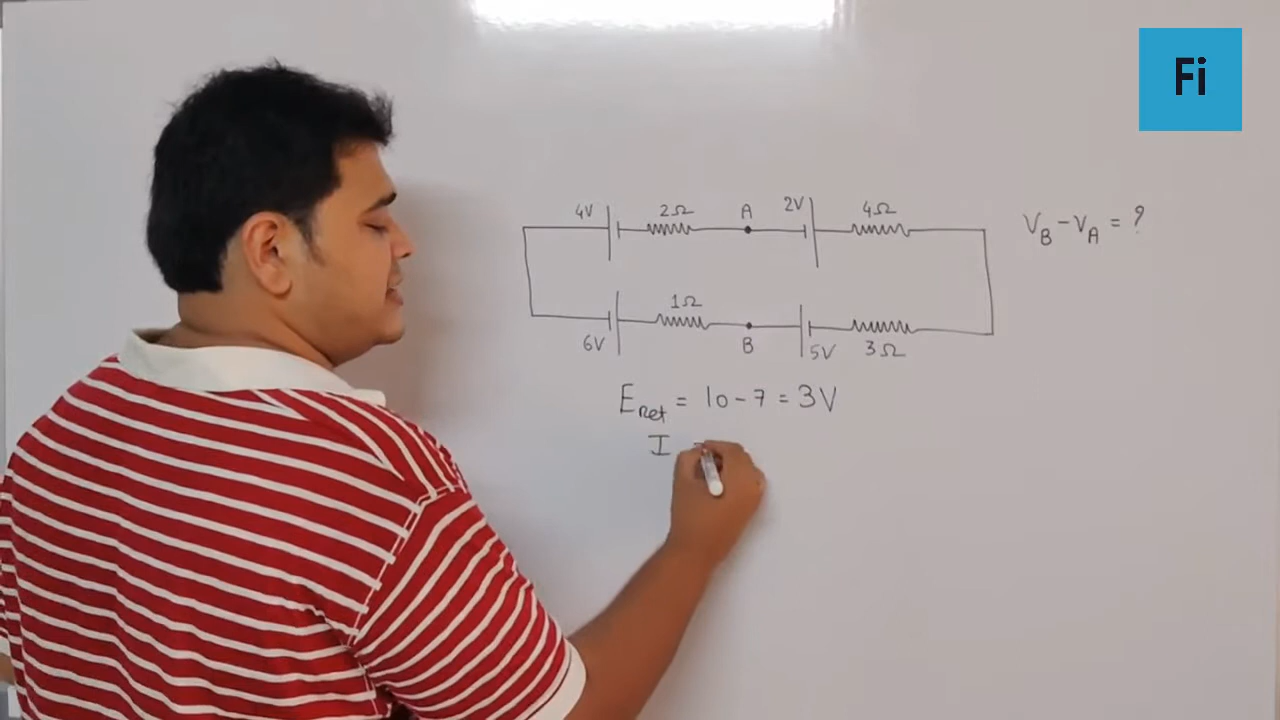 Fi
4V 2Ω A 2V 4Ω
V_B - V_A = ?
1Ω
6V B 5V 3Ω
E_net = 10 - 7 = 3V
I